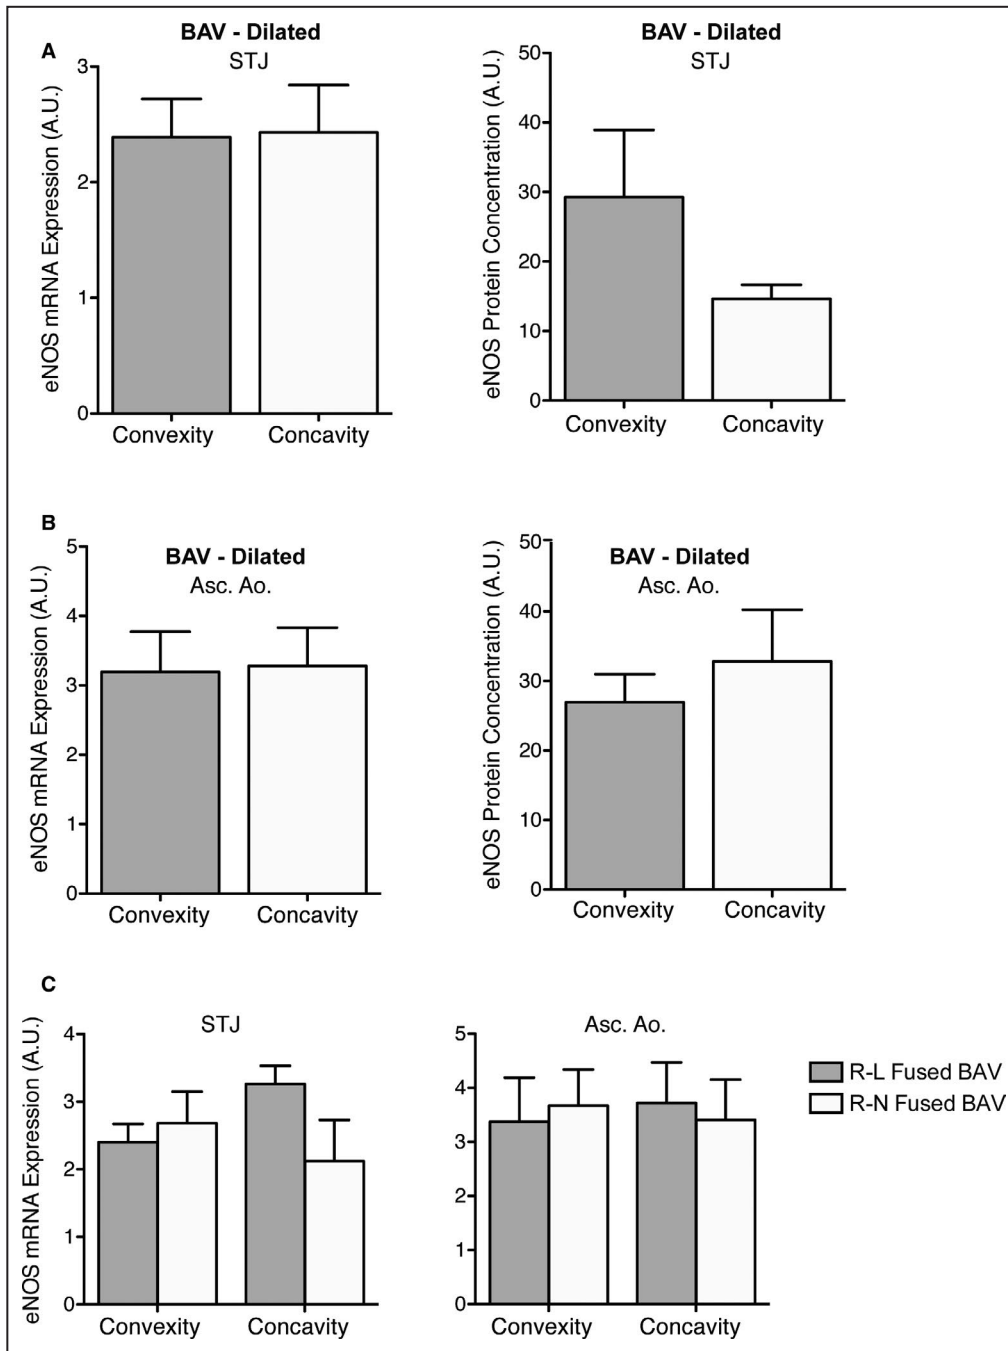 A
BAV - Dilated
STJ
eNOS mRNA Expression (A.U.)
3
2
1
0
Convexity
Concavity
BAV - Dilated
STJ
eNOS Protein Concentration (A.U.)
50
40
30
20
10
0
Convexity
Concavity
B
BAV - Dilated
Asc. Ao.
eNOS mRNA Expression (A.U.)
5
4
3
2
1
0
Convexity
Concavity
BAV - Dilated
Asc. Ao.
eNOS Protein Concentration (A.U.)
50
40
30
20
10
0
Convexity
Concavity
C
STJ
eNOS mRNA Expression (A.U.)
4
3
2
1
0
Convexity
Concavity
Asc. Ao.
5
4
3
2
1
0
Convexity
Concavity
R-L Fused BAV
R-N Fused BAV